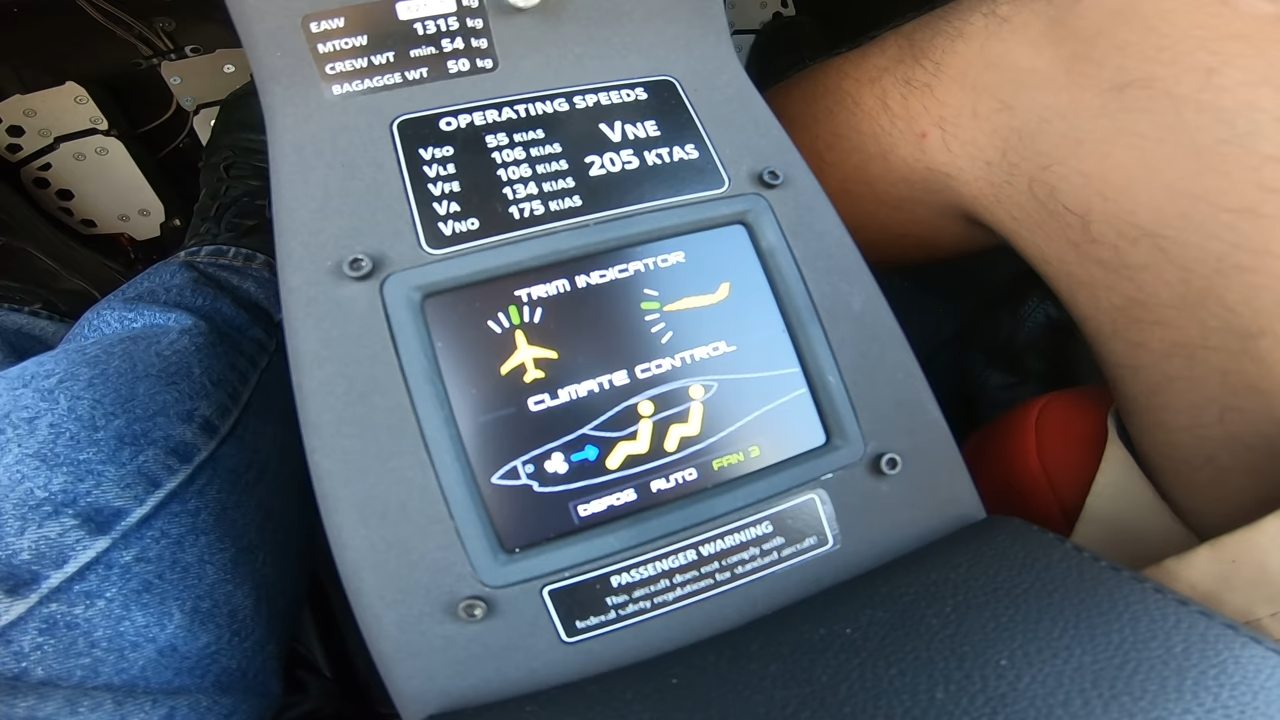 kg
EAW
MTOW 1315 kg
CREW WT min. 54 kg
BAGAGGE WT 50 kg
OPERATING SPEEDS
VSO 55 KIAS
VLE 106 KIAS
VFE 106 KIAS
VA 134 KIAS
VNO 175 KIAS
VNE
205 KTAS
TRIM INDICATOR
CLIMATE CONTROL
DEFOG AUTO FAN 3
PASSENGER WARNING
This aircraft does not comply with
federal safety regulations for standard aircraft!